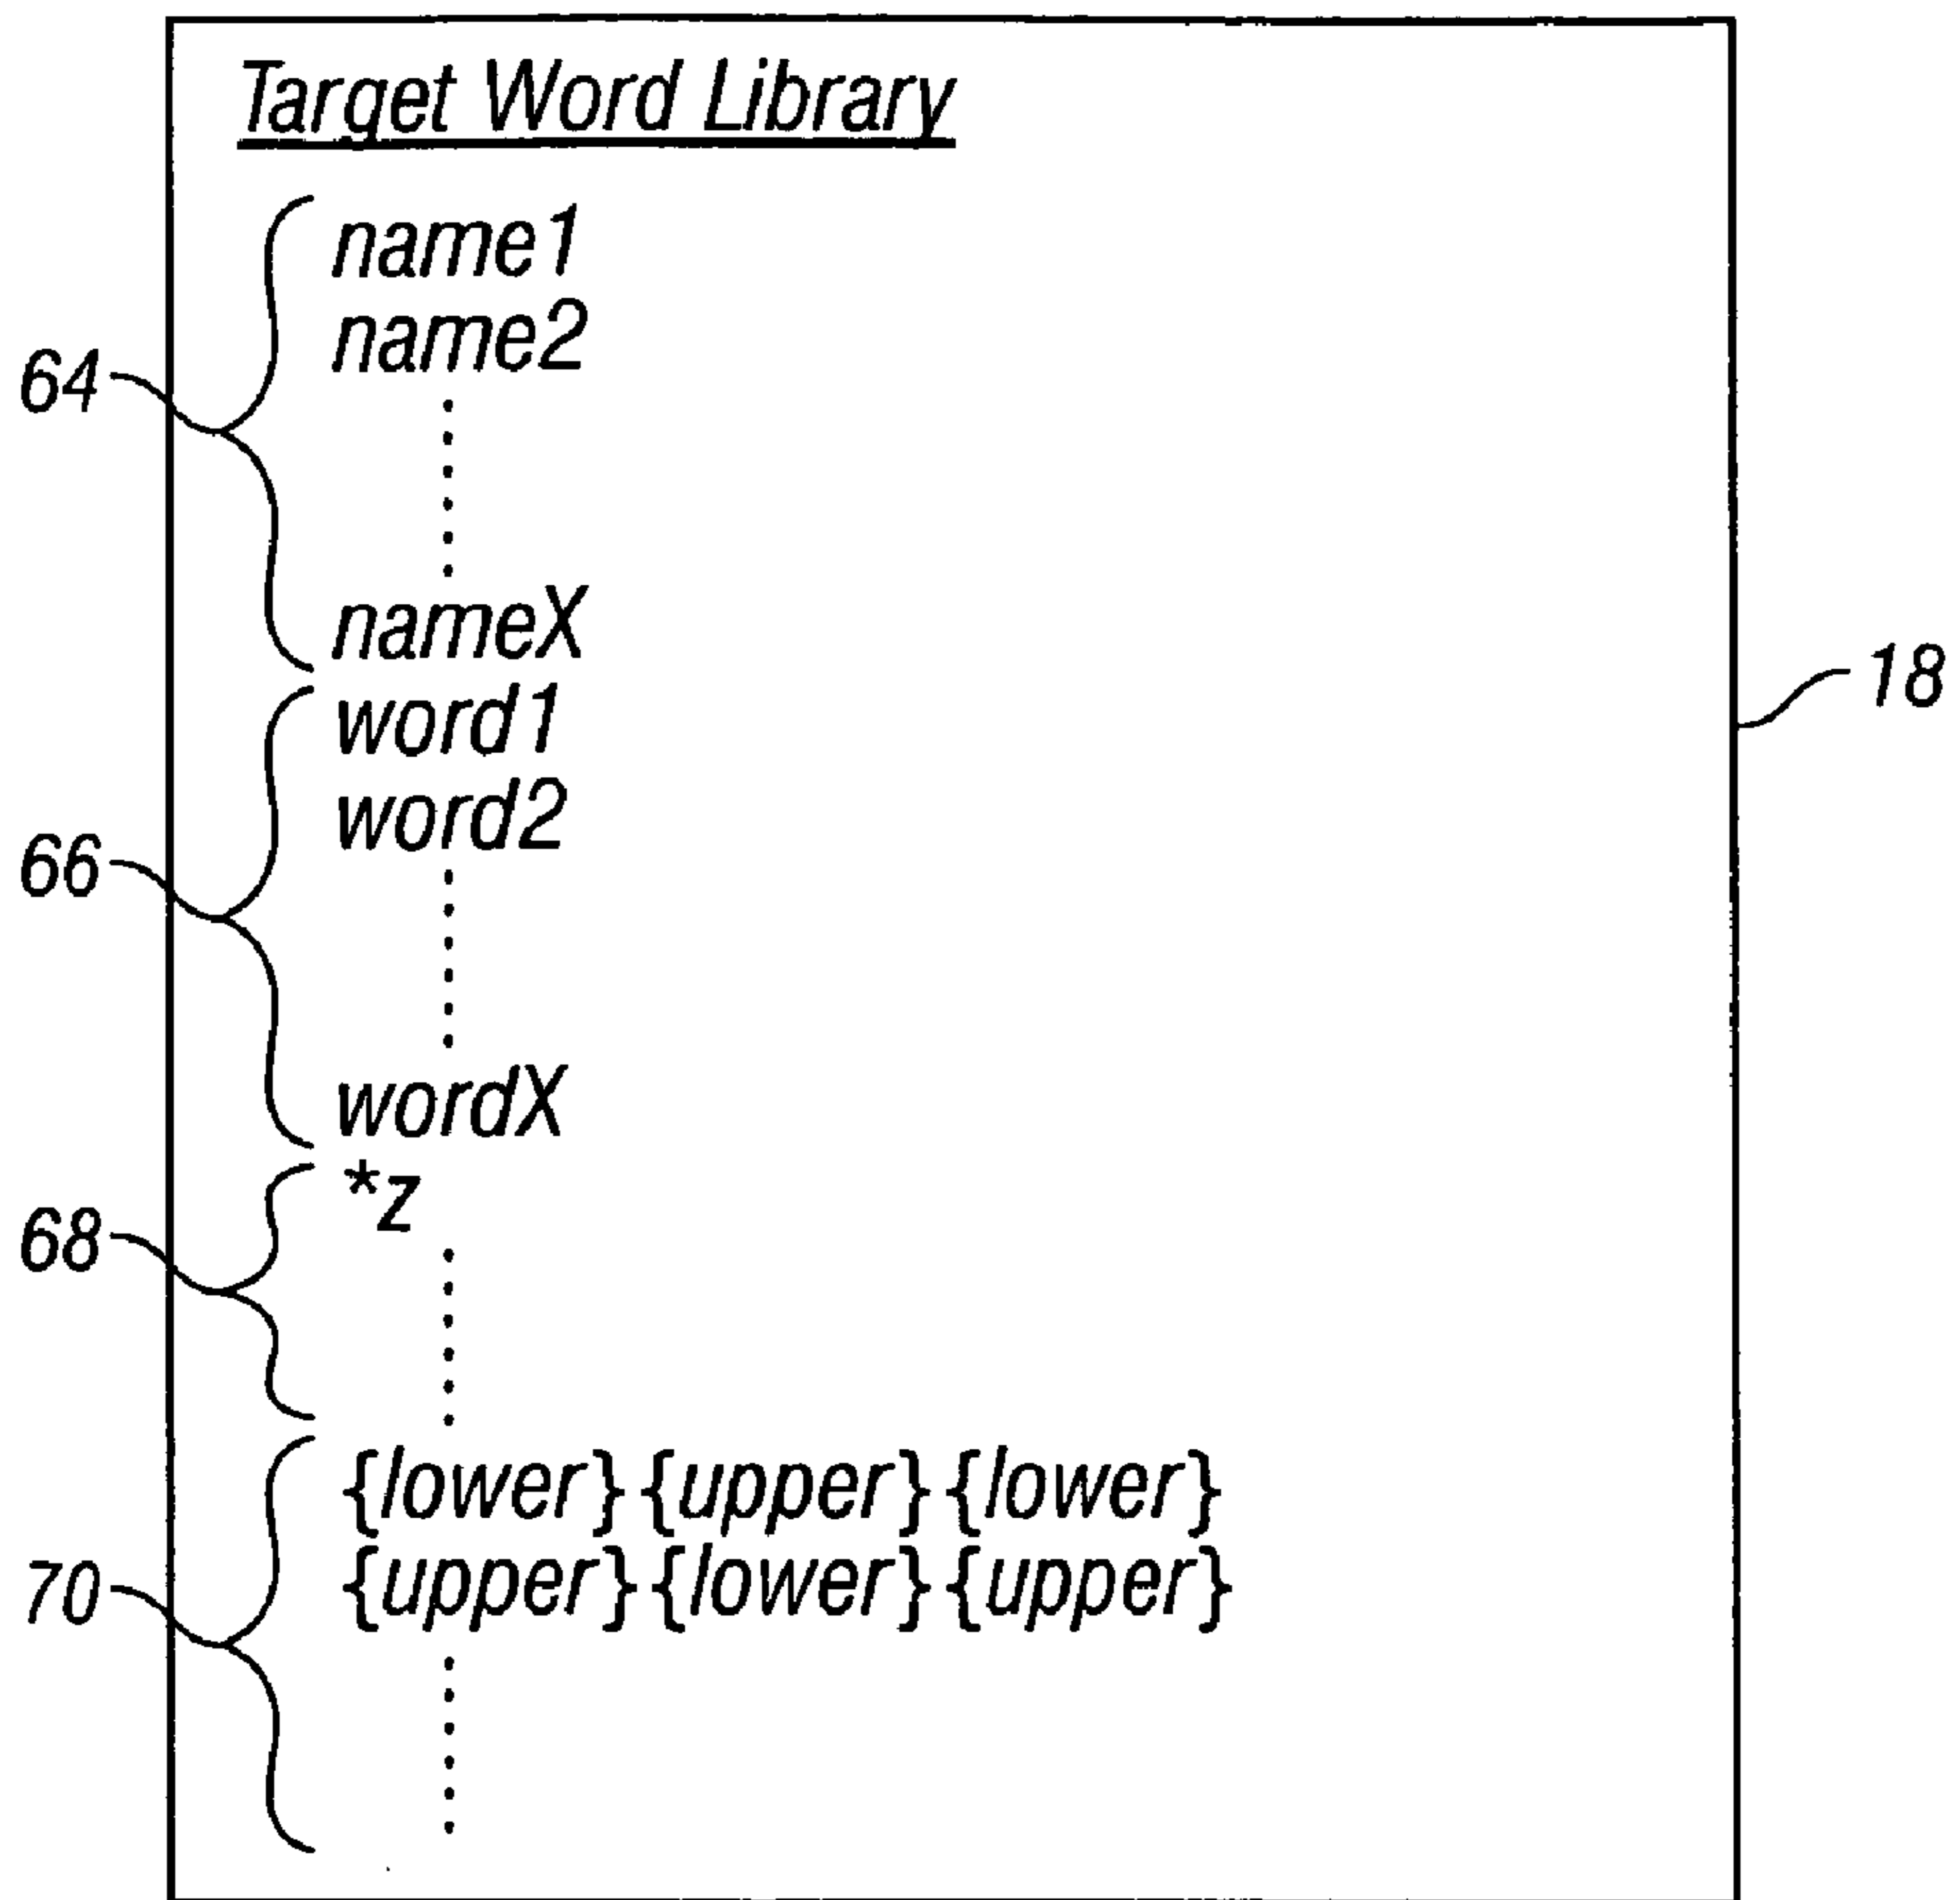 Target Word Library
name1
name2
64
nameX
18
word1
word2
66
wordX
*z
68
{lower}{upper}{lower}
{upper}{lower}{upper}
70